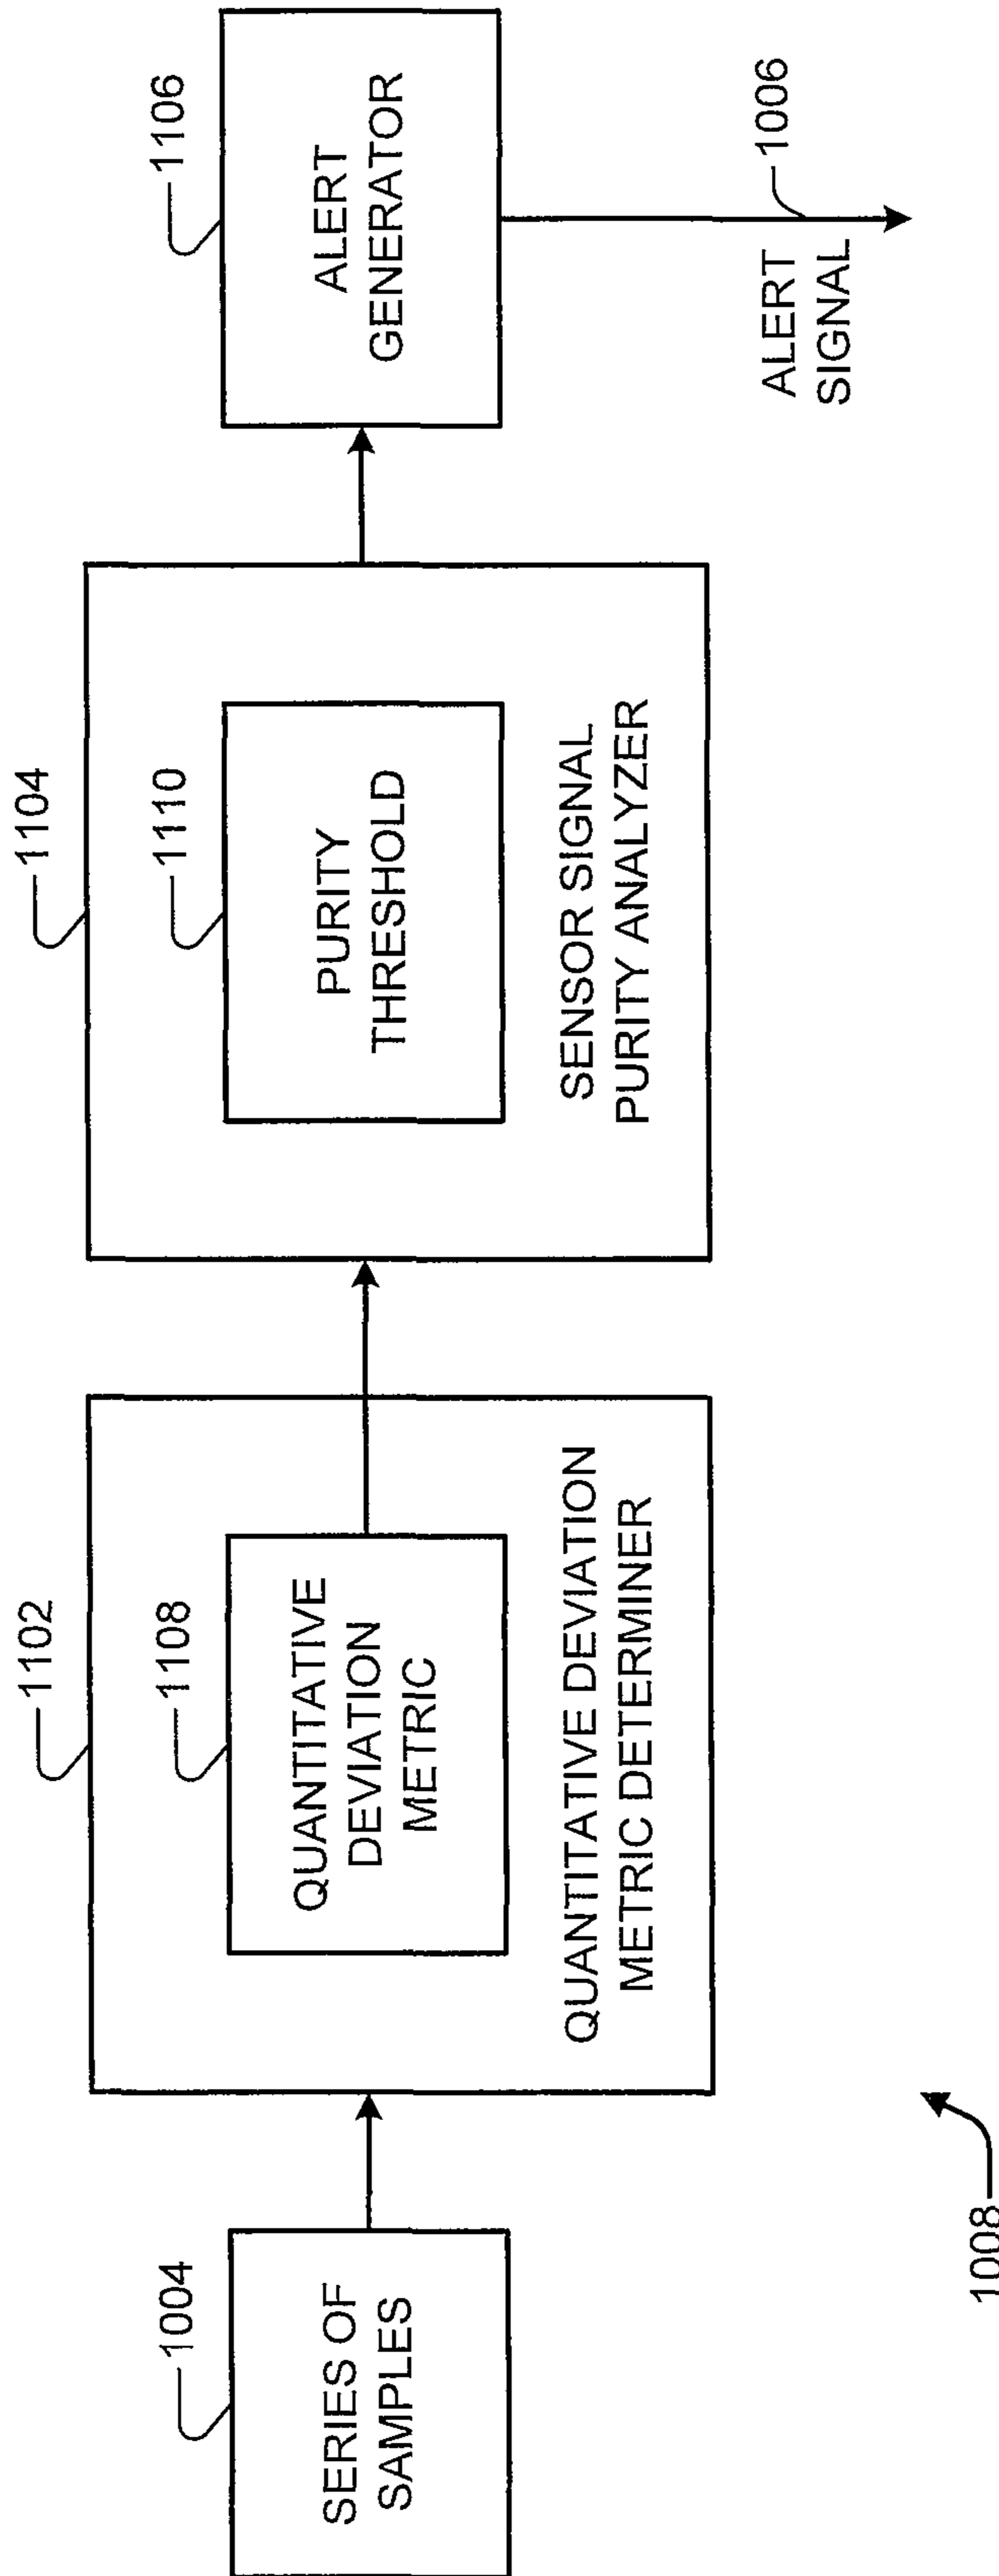 1004
SERIES OF
SAMPLES
1102
1108
QUANTITATIVE
DEVIATION
METRIC
QUANTITATIVE DEVIATION
METRIC DETERMINER
1104
1110
PURITY
THRESHOLD
SENSOR SIGNAL
PURITY ANALYZER
1106
ALERT
GENERATOR
ALERT
SIGNAL
1006
1008